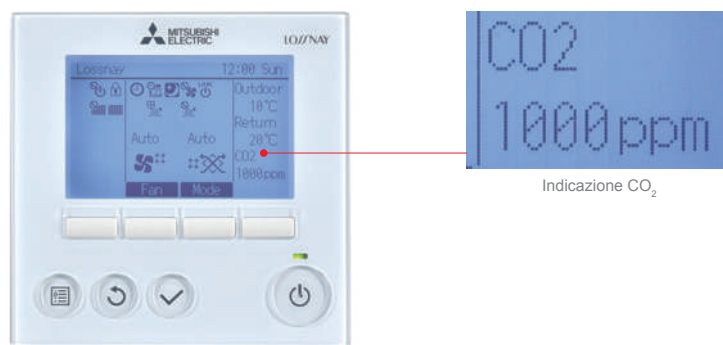 MITSUBISHI
ELECTRIC
LOSSNAY
Lossnay 12:00 Sun
Outdoor
10°C
Return
Auto Auto 20°C
CO2
1000ppm
Fan Mode
CO2
1000ppm
Indicazione CO₂